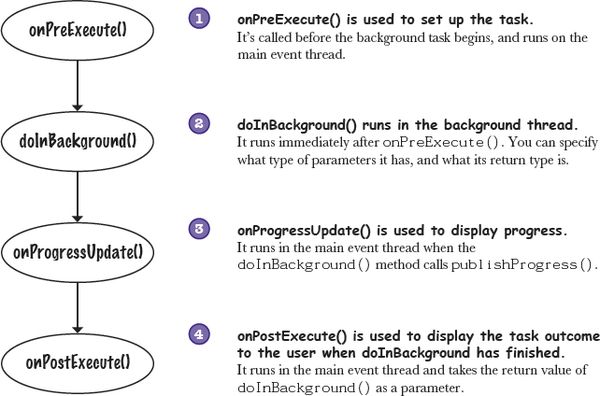 onPreExecute()
1
onPreExecute() is used to set up the task.
It's called before the background task begins, and runs on the
main event thread.
doInBackground()
2
doInBackground() runs in the background thread.
It runs immediately after onPreExecute(). You can specify
what type of parameters it has, and what its return type is.
onProgressUpdate()
3
onProgressUpdate() is used to display progress.
It runs in the main event thread when the
doInBackground() method calls publishProgress().
onPostExecute()
4
onPostExecute() is used to display the task outcome
to the user when doInBackground has finished.
It runs in the main event thread and takes the return value of
doInBackground() as a parameter.